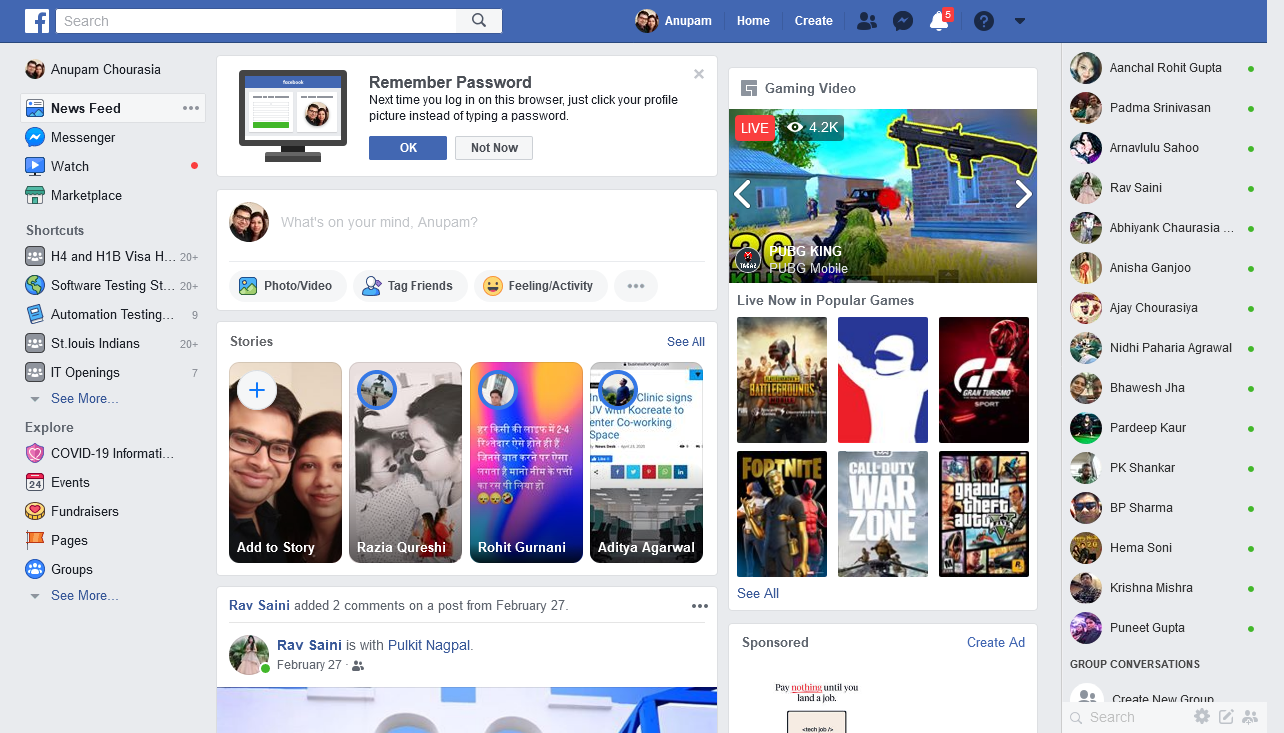 Search
Anupam
Home
Create
5
Anupam Chourasia
News Feed
Messenger
Watch
Marketplace
Shortcuts
H4 and H1B Visa H... 20+
Software Testing St... 20+
Automation Testing... 9
St.louis Indians 20+
IT Openings 7
See More...
Explore
COVID-19 Informati...
24
Events
Fundraisers
Pages
Groups
See More...
facebook
Remember Password
Next time you log in on this browser, just click your profile
picture instead of typing a password.
OK
Not Now
What's on your mind, Anupam?
Photo/Video
Tag Friends
Feeling/Activity
Stories
See All
Add to Story
Razia Qureshi
हर किसी की लाइफ में 2-4
रिश्तेदार ऐसे होते ही हैं
जिनसे बात करने पर ऐसा
लगता है मानो नीम के पत्तों
का रस पी लिया हो
Rohit Gurnani
Clinic signs
JV with Kocreate to
enter Co-working
Space
Aditya Agarwal
Rav Saini added 2 comments on a post from February 27.
Rav Saini is with Pulkit Nagpal.
February 27 ·
Gaming Video
LIVE
4.2K
PUBG KING
PUBG Mobile
Live Now in Popular Games
PLAYERUNKNOWN'S
BATTLEGROUNDS
GT
GRAN TURISMO
SPORT
FORTNITE
CALL OF DUTY
WAR
ZONE
grand
theft
auto
V
See All
Sponsored
Create Ad
Pay nothing until you
land a job.
<tech job />
Aanchal Rohit Gupta
Padma Srinivasan
Arnavlulu Sahoo
Rav Saini
Abhiyank Chaurasia ...
Anisha Ganjoo
Ajay Chourasiya
Nidhi Paharia Agrawal
Bhawesh Jha
Pardeep Kaur
PK Shankar
BP Sharma
Hema Soni
Krishna Mishra
Puneet Gupta
GROUP CONVERSATIONS
Create New Group
Search